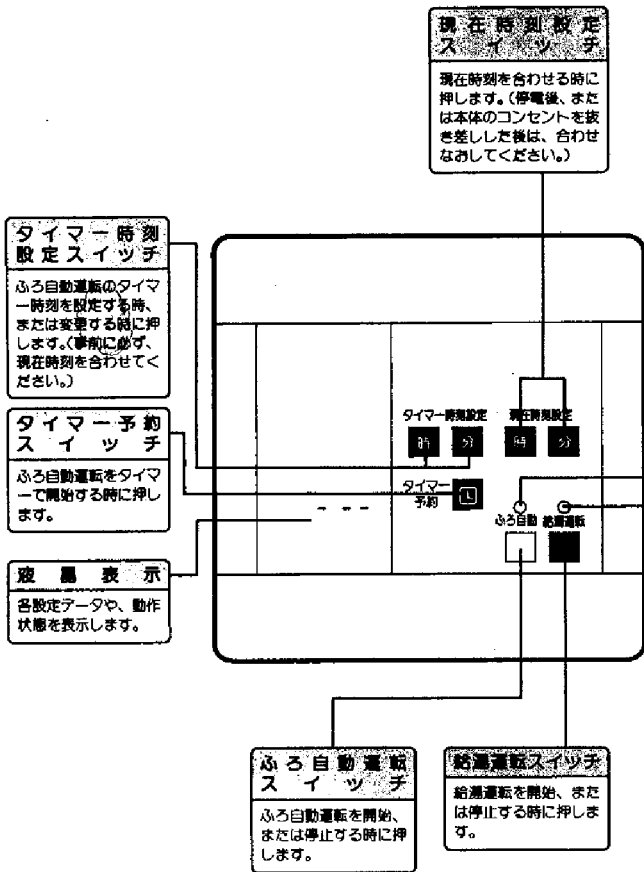 現在時刻設定
スイッチ
現在時刻を合わせる時に
押します。(停電後、また
は本体のコンセントを抜
き差しした後は、合わせ
なおしてください。)
タイマー時刻
設定スイッチ
ふろ自動運転のタイマ
ー時刻を設定する時、
または変更する時に押
します。(事前に必ず、
現在時刻を合わせてく
ださい。)
タイマー予約
スイッチ
ふろ自動運転をタイマ
ーで開始する時に押し
ます。
液晶表示
各設定データや、動作
状態を表示します。
タイマー時刻設定 現在時刻設定
時 分 時 分
タイマー
予約
ふろ自動 給湯運転
ふろ自動運転
スイッチ
ふろ自動運転を開始、
または停止する時に押
します。
給湯運転スイッチ
給湯運転を開始、また
は停止する時に押しま
す。